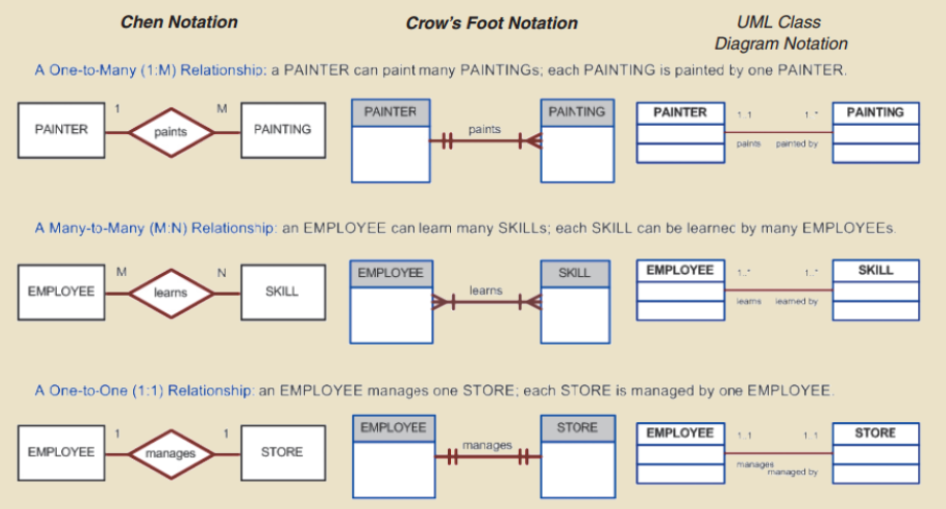 Chen Notation
Crow's Foot Notation
UML Class
Diagram Notation
A One-to-Many (1:M) Relationship: a PAINTER can paint many PAINTINGs; each PAINTING is painted by one PAINTER.
PAINTER
1
paints
M
PAINTING
PAINTER
paints
PAINTING
PAINTER
1..1
1..*
paints
painted by
PAINTING
A Many-to-Many (M:N) Relationship: an EMPLOYEE can learn many SKILLs; each SKILL can be learned by many EMPLOYEEs.
EMPLOYEE
M
learns
N
SKILL
EMPLOYEE
learns
SKILL
EMPLOYEE
1..*
1..*
learns
learned by
SKILL
A One-to-One (1:1) Relationship: an EMPLOYEE manages one STORE; each STORE is managed by one EMPLOYEE.
EMPLOYEE
1
manages
1
STORE
EMPLOYEE
manages
STORE
EMPLOYEE
1..1
1..1
manages
managed by
STORE